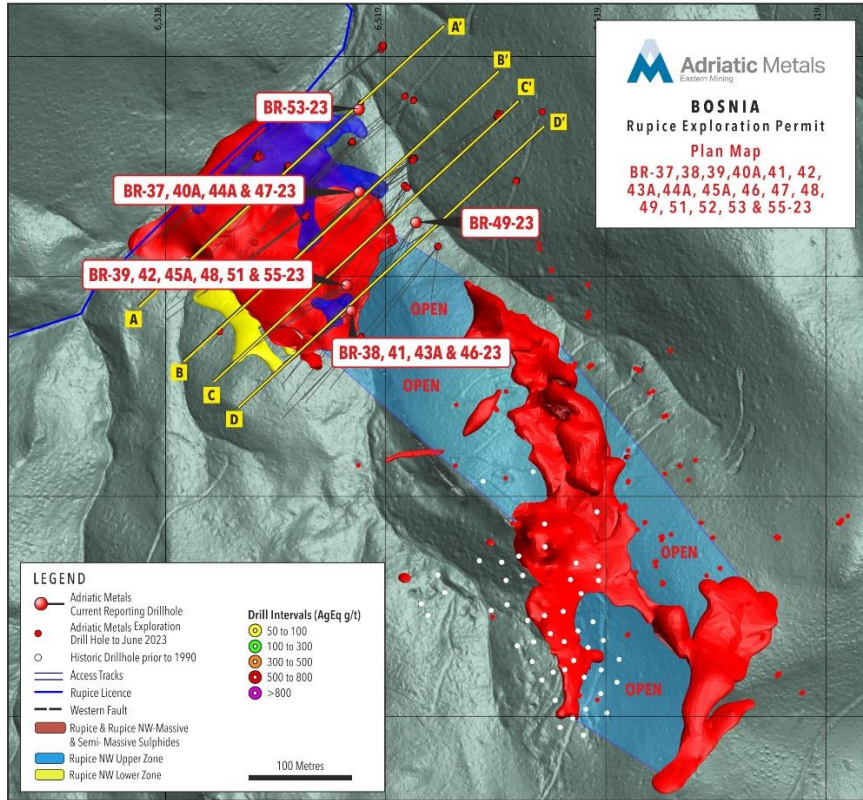 6,518,
6,519,
6,519,
6,519,
A'
B'
C'
D'
Adriatic Metals
Eastern Mining
BOSNIA
Rupice Exploration Permit
Plan Map
BR-37,38,39,40A,41, 42,
43A,44A, 45A, 46, 47, 48,
49, 51, 52, 53 & 55-23
BR-53-23
BR-37, 40A, 44A & 47-23
BR-49-23
BR-39, 42, 45A, 48, 51 & 55-23
BR-38, 41, 43A & 46-23
A
B
C
D
OPEN
OPEN
OPEN
OPEN
LEGEND
Adriatic Metals
Current Reporting Drillhole
Adriatic Metals Exploration
Drill Hole to June 2023
Historic Drillhole prior to 1990
Access Tracks
Rupice Licence
Western Fault
Rupice & Rupice NW-Massive
& Semi- Massive Sulphides
Rupice NW Upper Zone
Rupice NW Lower Zone
Drill Intervals (AgEq g/t)
50 to 100
100 to 300
300 to 500
500 to 800
>800
100 Metres